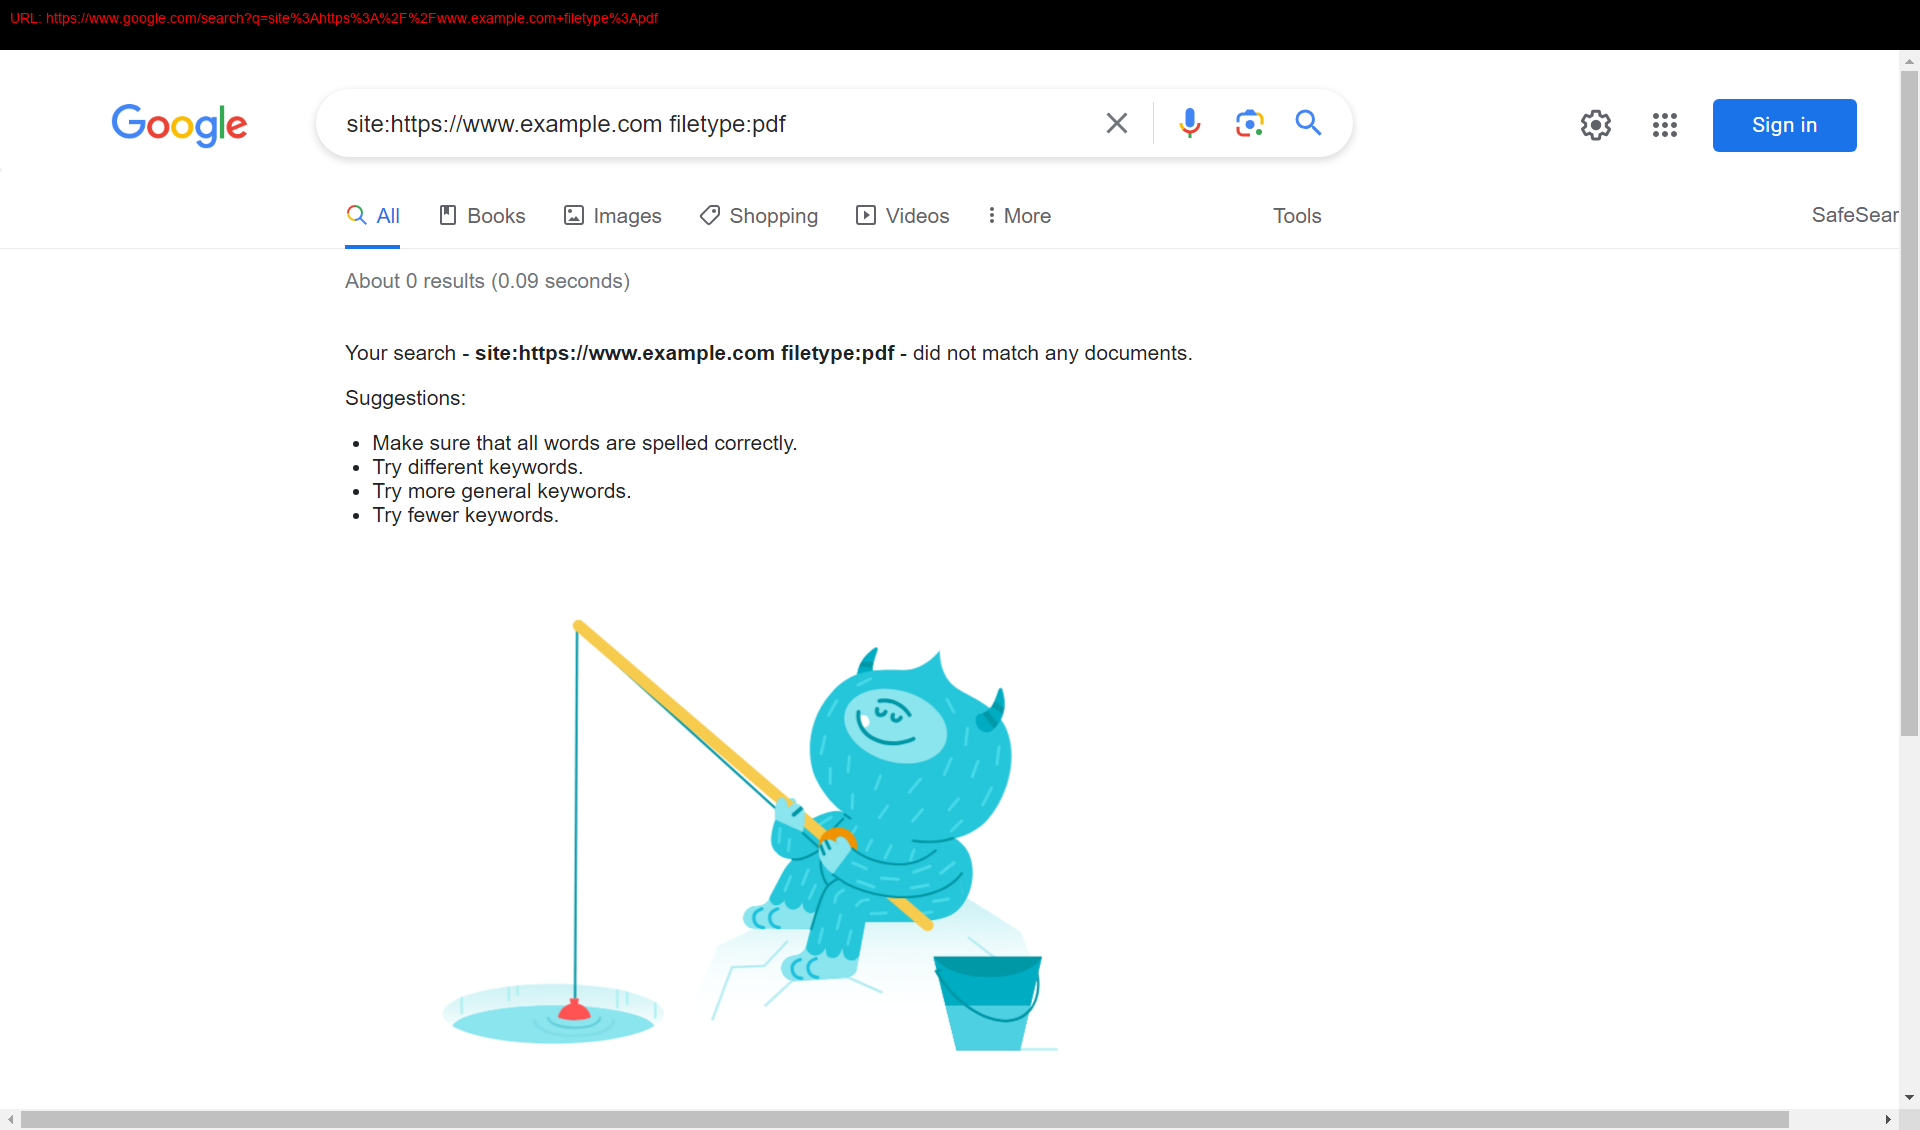 URL: https://www.google.com/search?q=site%3Ahttps%3A%2F%2Fwww.example.com+filetype%3Apdf
Google
site:https://www.example.com filetype:pdf
Sign in
All
Books
Images
Shopping
Videos
More
Tools
SafeSear
About 0 results (0.09 seconds)
Your search - site:https://www.example.com filetype:pdf - did not match any documents.
Suggestions:
Make sure that all words are spelled correctly.
Try different keywords.
Try more general keywords.
Try fewer keywords.